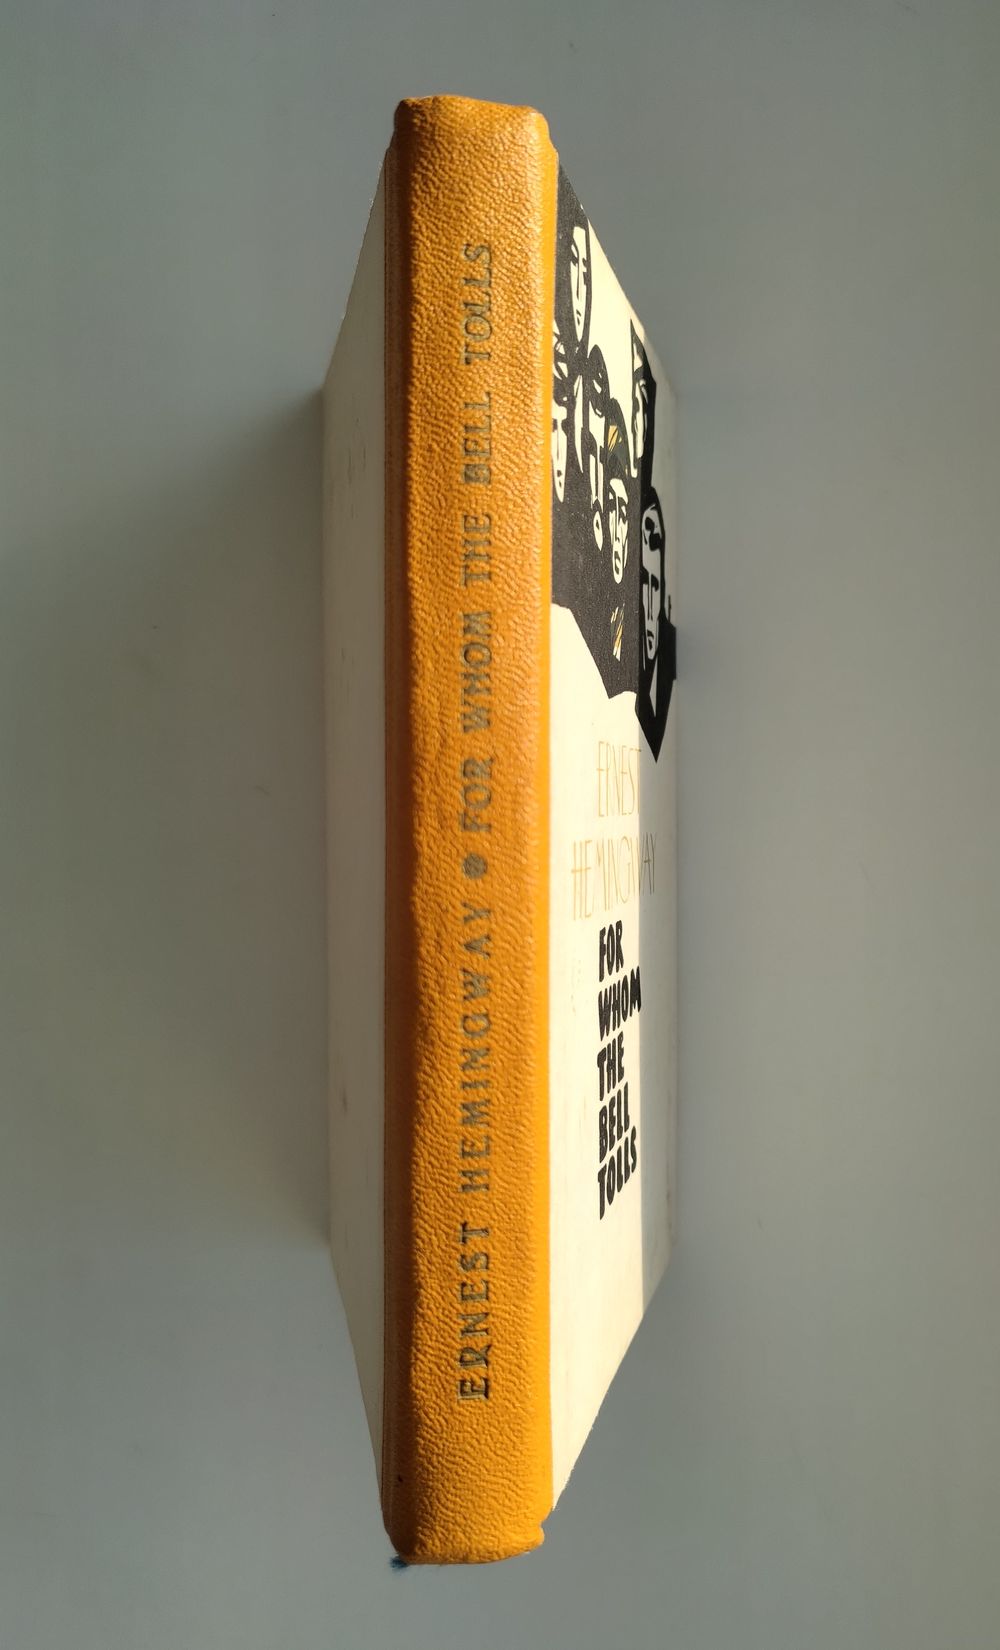 ERNEST HEMINGWAY ● FOR WHOM THE BELL TOLLS
ERNEST
HEMINGWAY
FOR
WHOM
THE
BELL
TOLLS